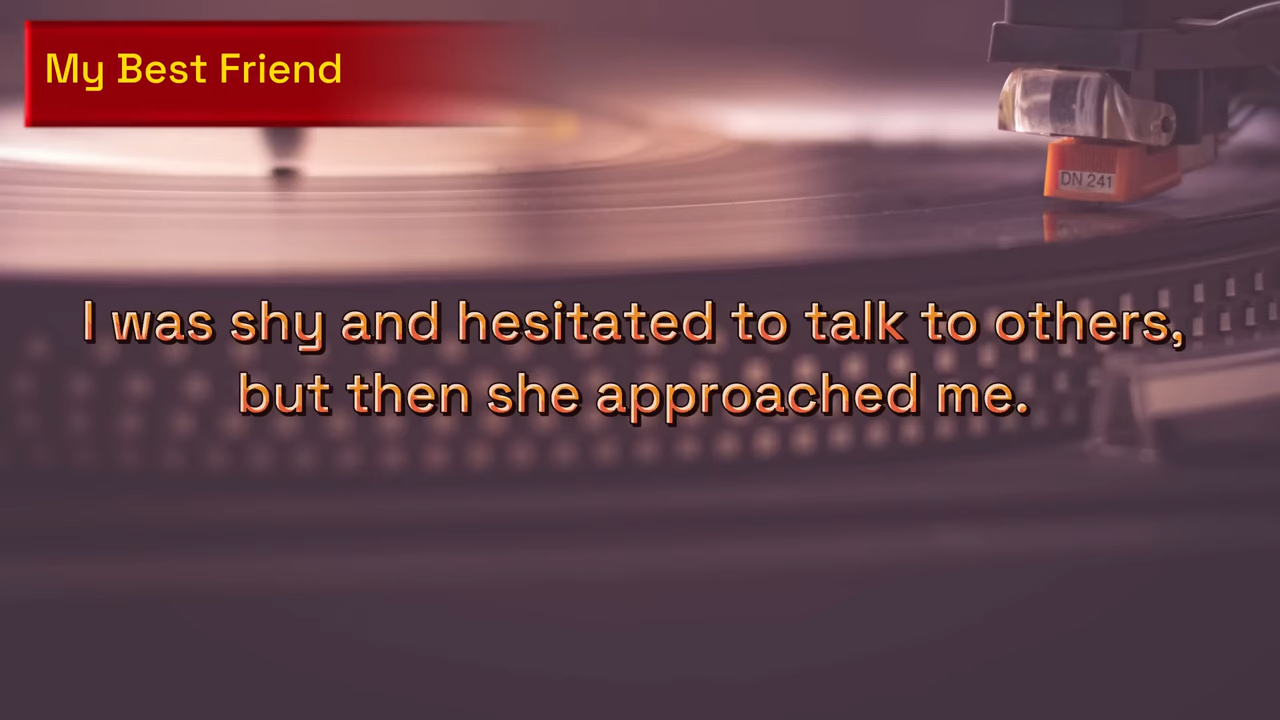 My Best Friend
DN 241
I was shy and hesitated to talk to others,
but then she approached me.